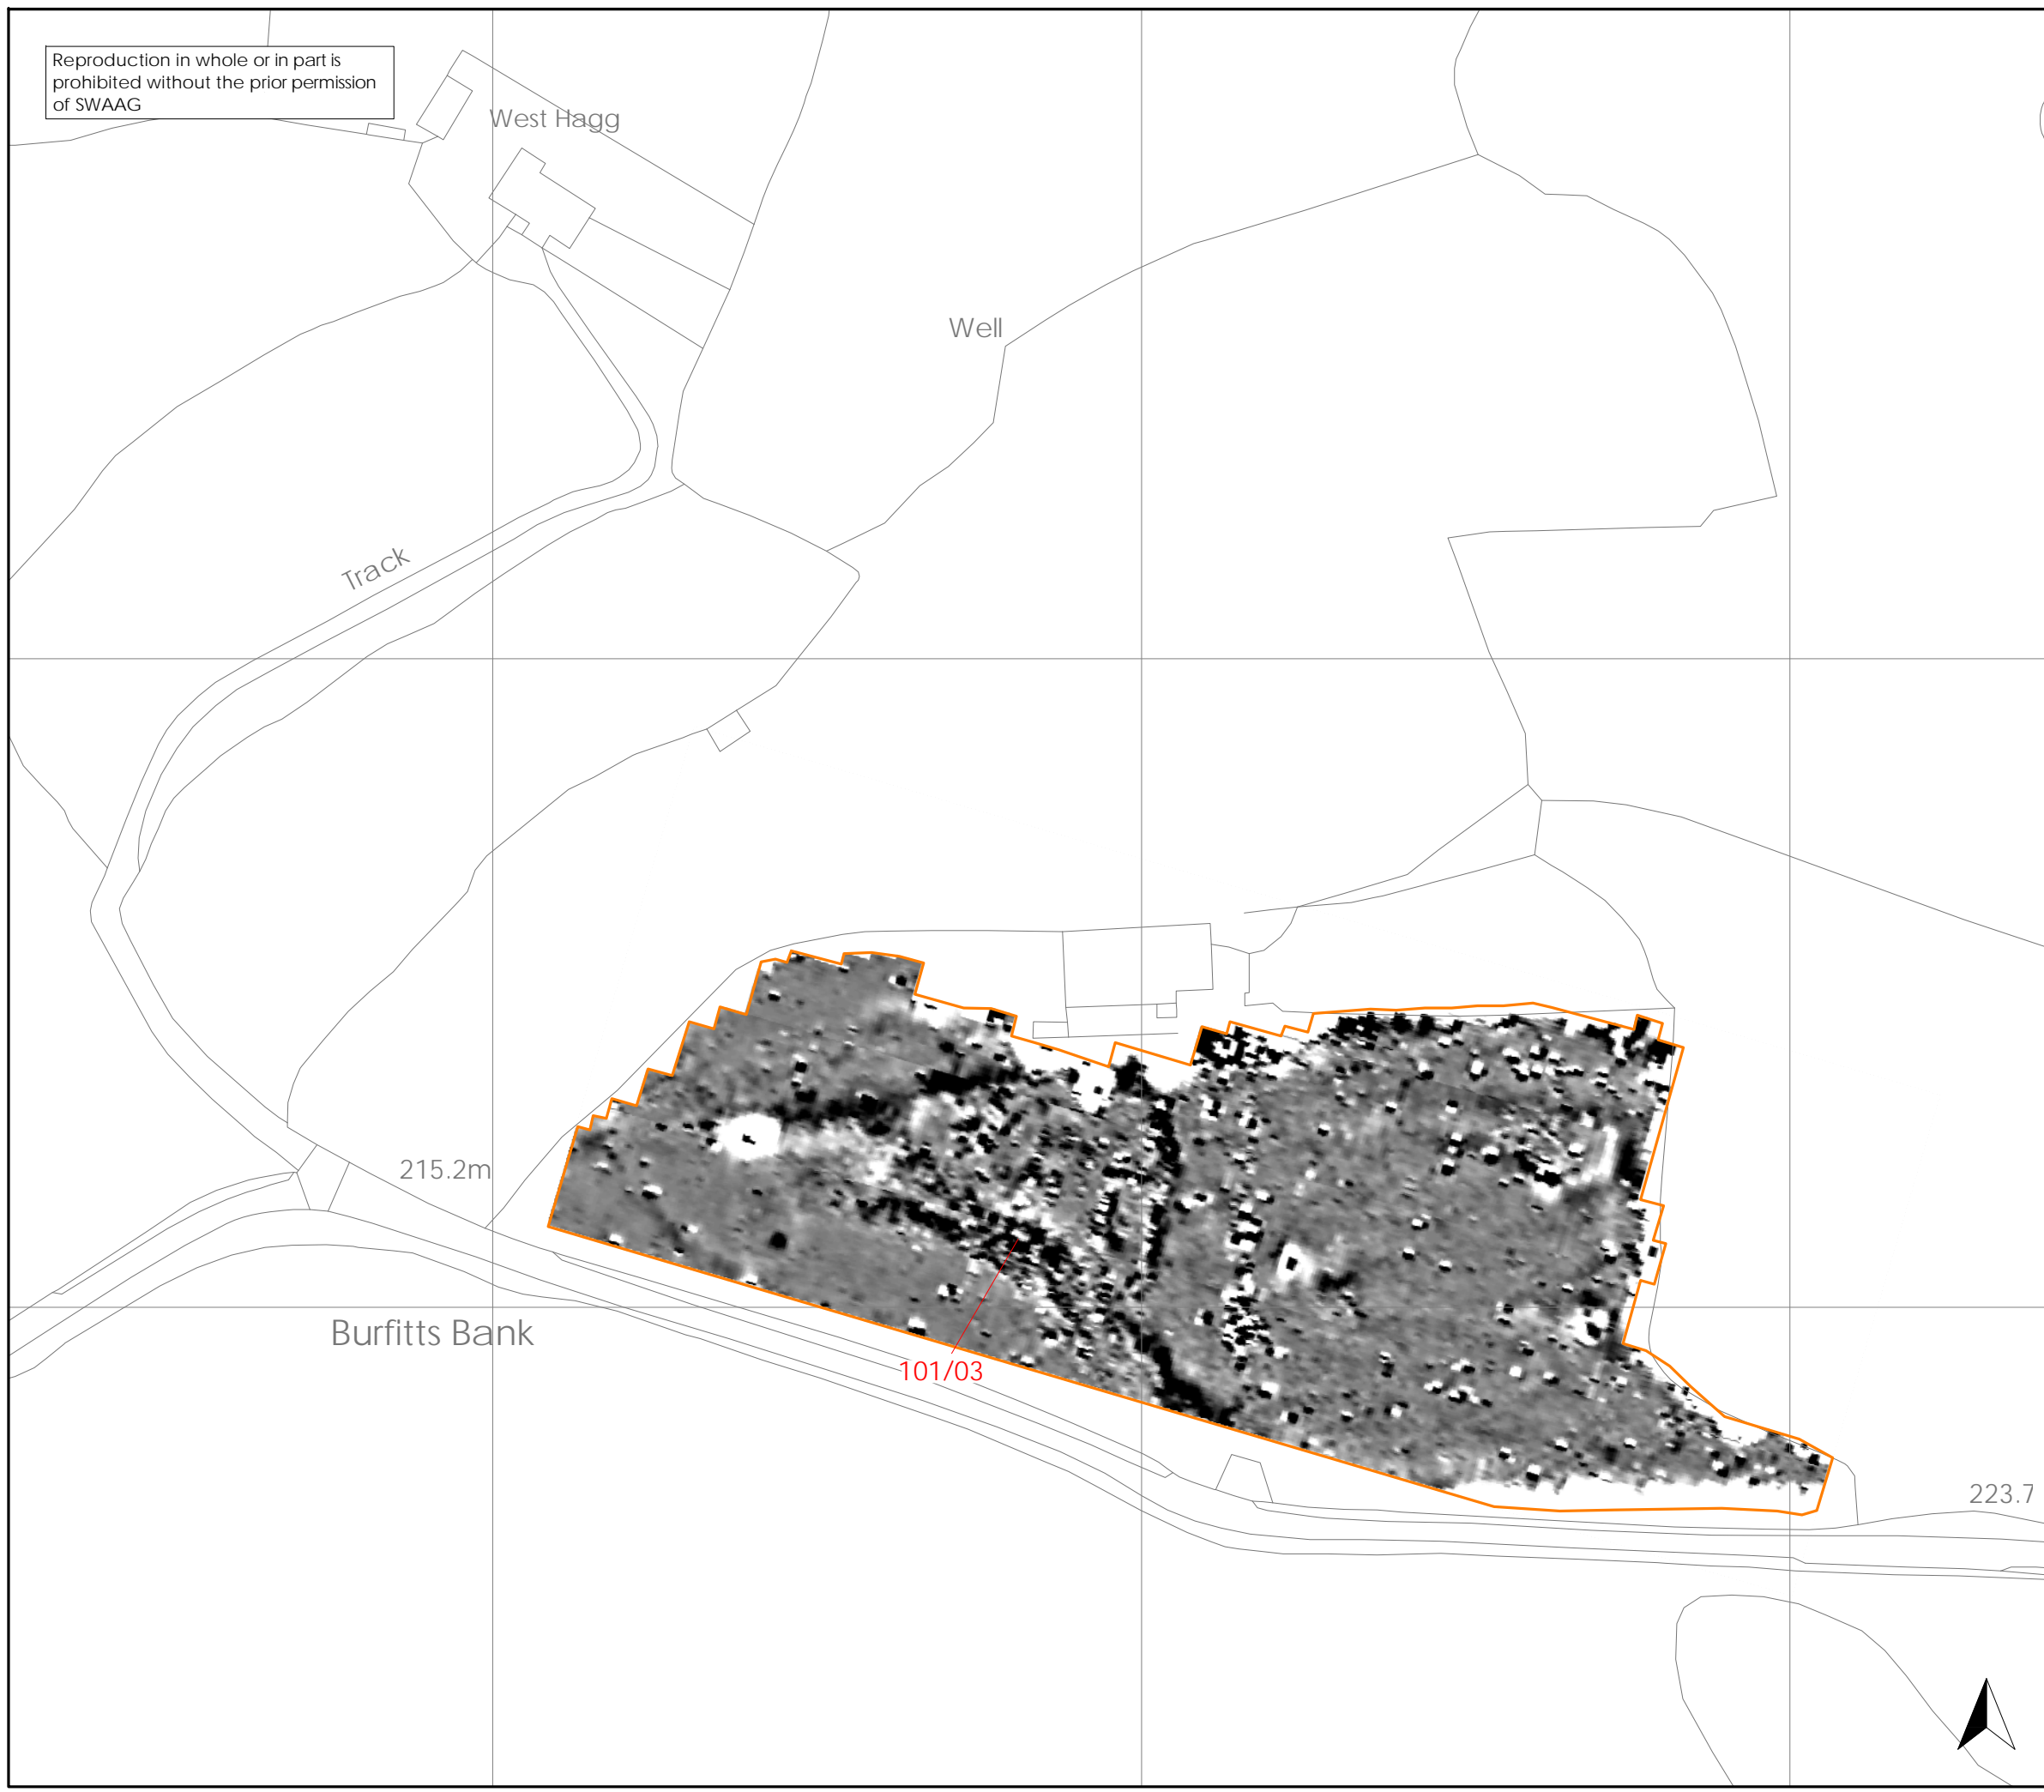 Reproduction in whole or in part is
prohibited without the prior permission
of SWAAG
West Hagg
Well
Track
215.2m
Burfitts Bank
101/03
223.7